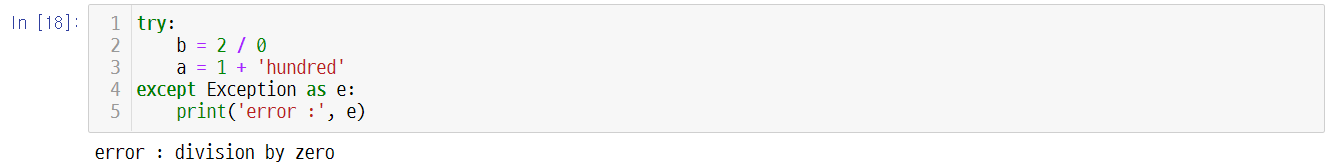 In [18]:
1 try:
2     b = 2 / 0
3     a = 1 + 'hundred'
4 except Exception as e:
5     print('error :', e)
error : division by zero